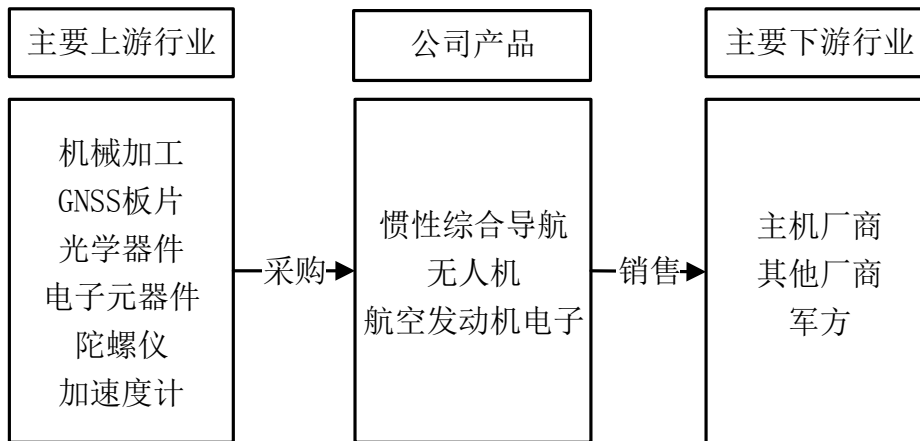 主要上游行业
公司产品
主要下游行业
机械加工
GNSS板片
光学器件
电子元器件
陀螺仪
加速度计
采购
惯性综合导航
无人机
航空发动机电子
销售
主机厂商
其他厂商
军方